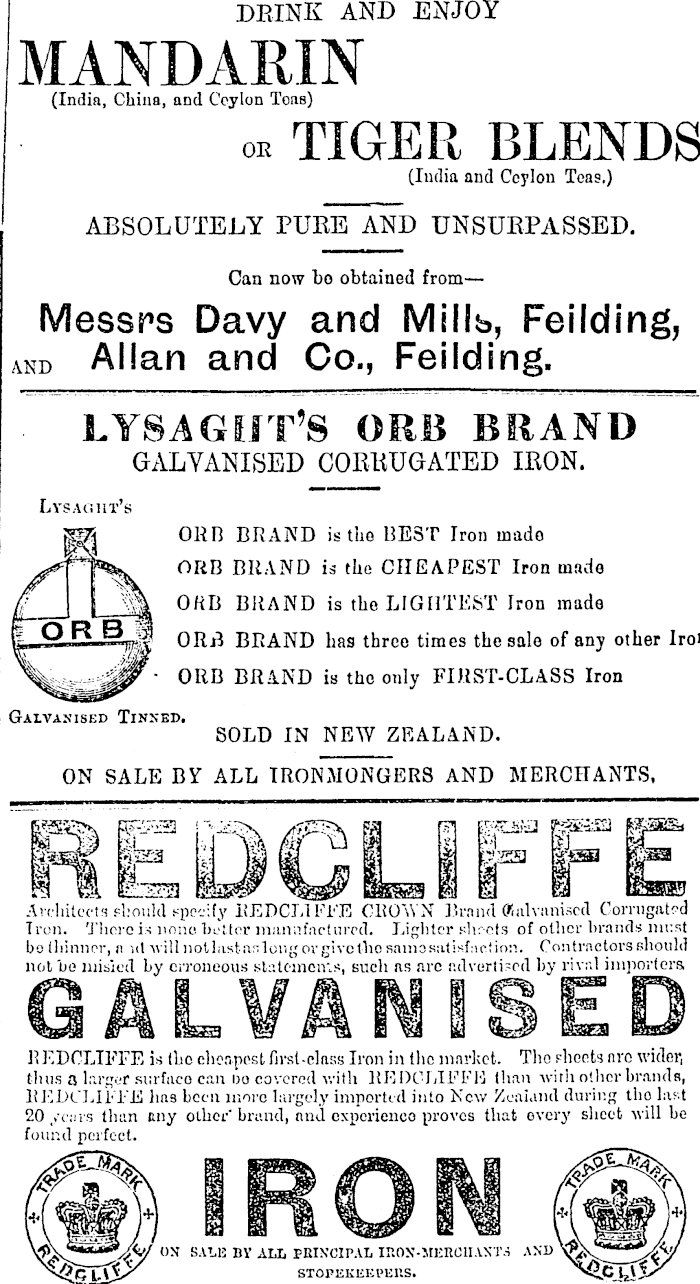 DRINK AND ENJOY
MANDARIN
(India, China, and Ceylon Teas)
OR TIGER BLENDS
(India and Ceylon Teas.)
ABSOLUTELY PURE AND UNSURPASSED.
Can now be obtained from—
Messrs Davy and Mills, Feilding,
AND Allan and Co., Feilding.
LYSAGHT'S ORB BRAND
GALVANISED CORRUGATED IRON.
LYSAGHT'S
ORB
GALVANISED TINNED.
ORB BRAND is the BEST Iron made
ORB BRAND is the CHEAPEST Iron made
ORB BRAND is the LIGHTEST Iron made
ORB BRAND has three times the sale of any other Iron
ORB BRAND is the only FIRST-CLASS Iron
SOLD IN NEW ZEALAND.
ON SALE BY ALL IRONMONGERS AND MERCHANTS,
REDCLIFFE
Architects should specify REDCLIFFE CROWN Brand Galvanised Corrugated
Iron. There is none better manufactured. Lighter sheets of other brands must
be thinner, and will not last as long or give the same satisfaction. Contractors should
not be misled by erroneous statements, such as are advertised by rival importers
GALVANISED
REDCLIFFE is the cheapest first-class Iron in the market. The sheets are wider,
thus a larger surface can be covered with REDCLIFFE than with other brands,
REDCLIFFE has been more largely imported into New Zealand during the last
20 years than any other brand, and experience proves that every sheet will be
found perfect.
TRADE MARK
REDCLIFFE
IRON
TRADE MARK
REDCLIFFE
ON SALE BY ALL PRINCIPAL IRON-MERCHANTS AND
STOPEKEEPERS.